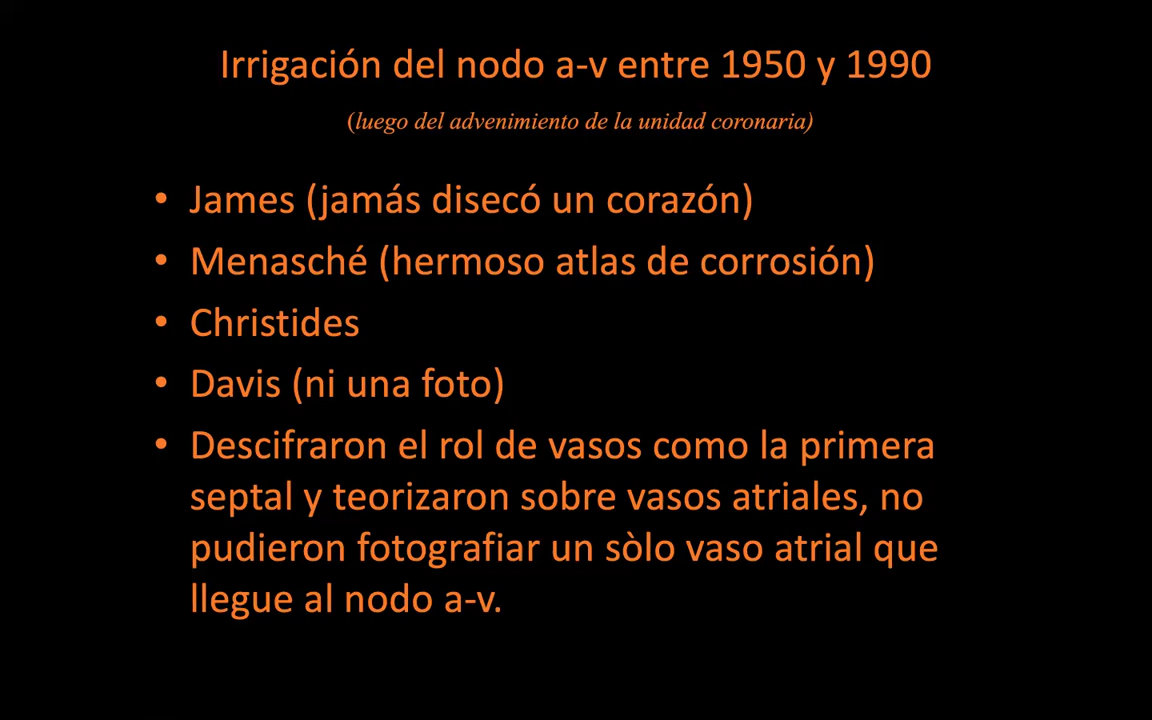 Irrigación del nodo a-v entre 1950 y 1990
(luego del advenimiento de la unidad coronaria)
• James (jamás disecó un corazón)
• Menasché (hermoso atlas de corrosión)
• Christides
• Davis (ni una foto)
• Descifraron el rol de vasos como la primera
septal y teorizaron sobre vasos atriales, no
pudieron fotografiar un sòlo vaso atrial que
llegue al nodo a-v.